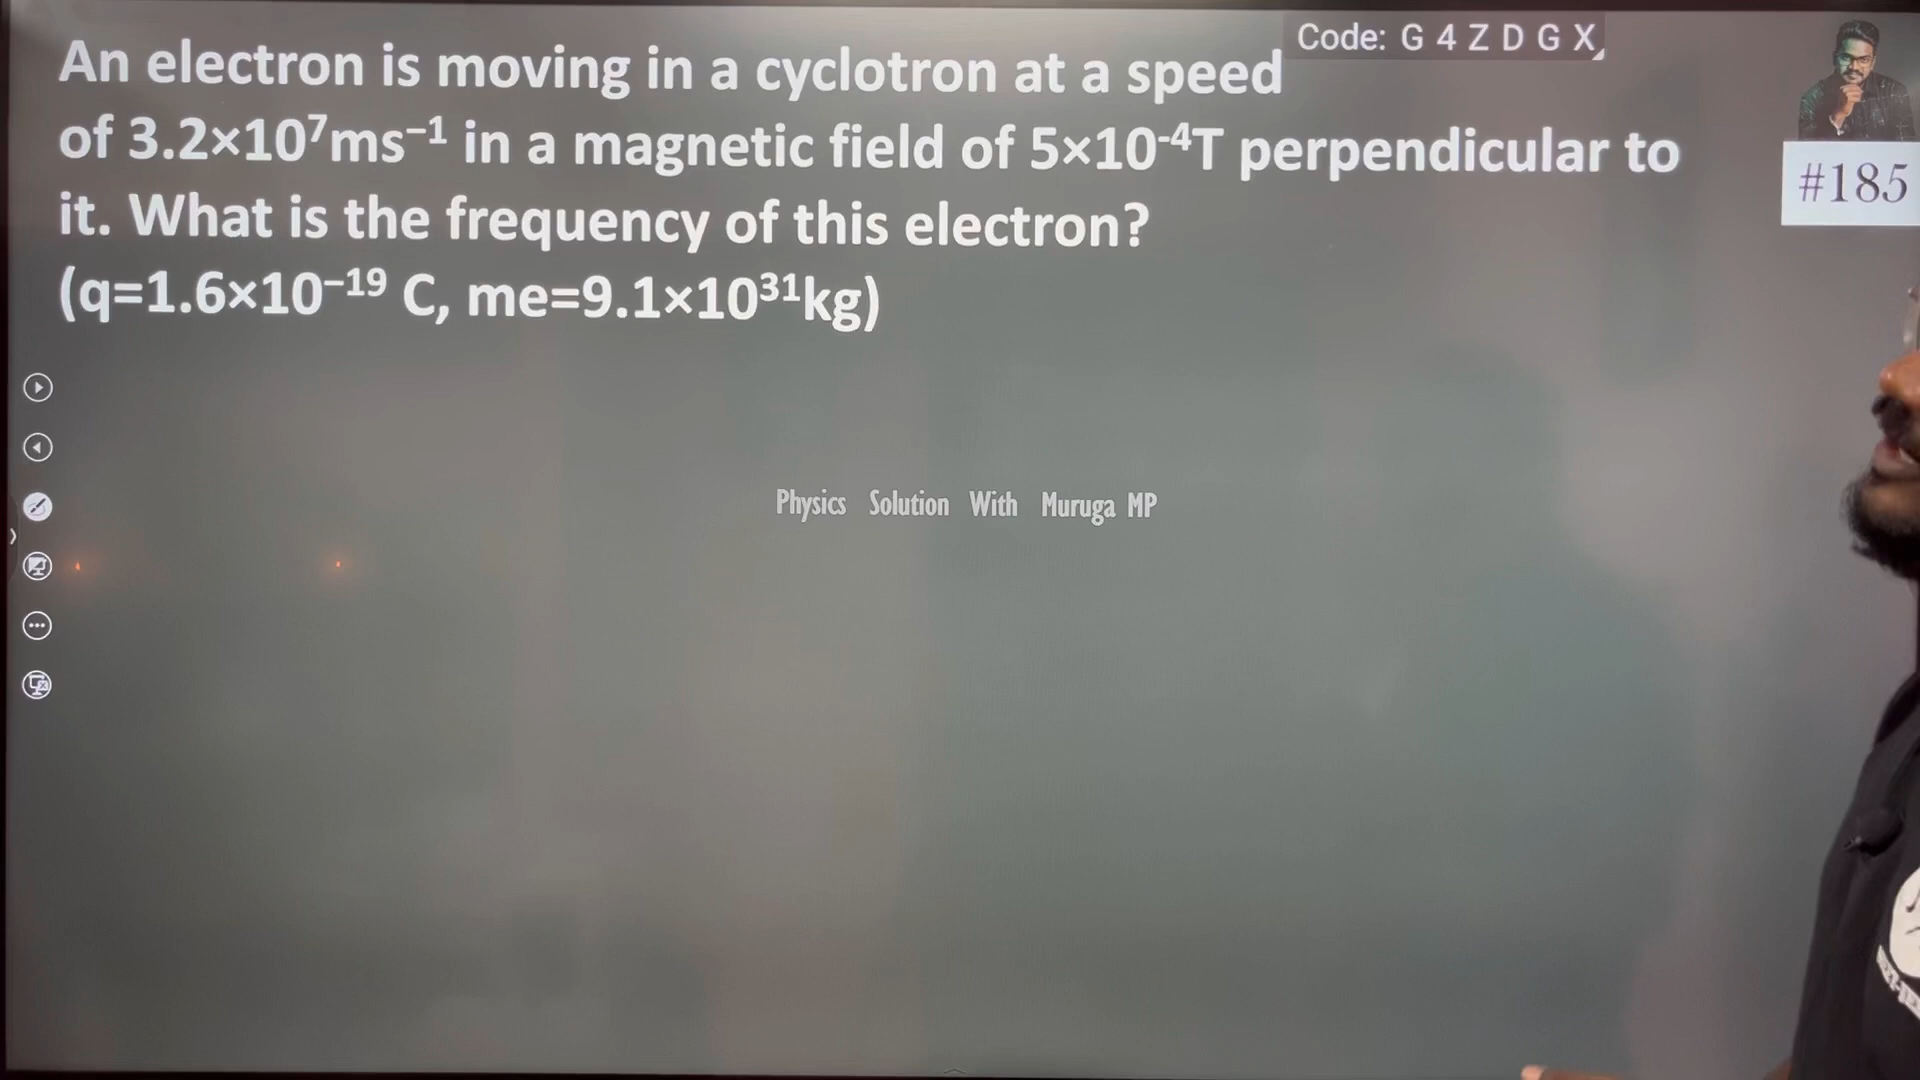 Code: G 4 Z D G X
An electron is moving in a cyclotron at a speed
of 3.2×10⁷ms⁻¹ in a magnetic field of 5×10⁻⁴T perpendicular to
it. What is the frequency of this electron?
(q=1.6×10⁻¹⁹ C, me=9.1×10³¹kg)
#185
Physics Solution With Muruga MP